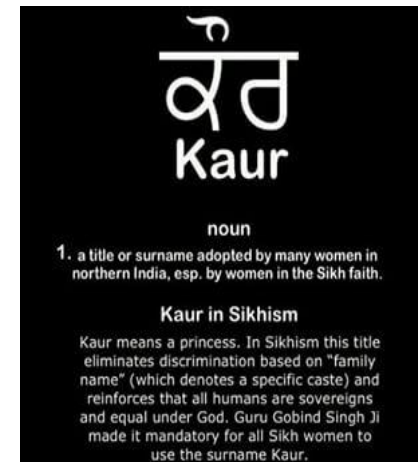 ਕੌਰ
Kaur
noun
1. a title or surname adopted by many women in
northern India, esp. by women in the Sikh faith.
Kaur in Sikhism
Kaur means a princess. In Sikhism this title
eliminates discrimination based on “family
name” (which denotes a specific caste) and
reinforces that all humans are sovereigns
and equal under God. Guru Gobind Singh Ji
made it mandatory for all Sikh women to
use the surname Kaur.